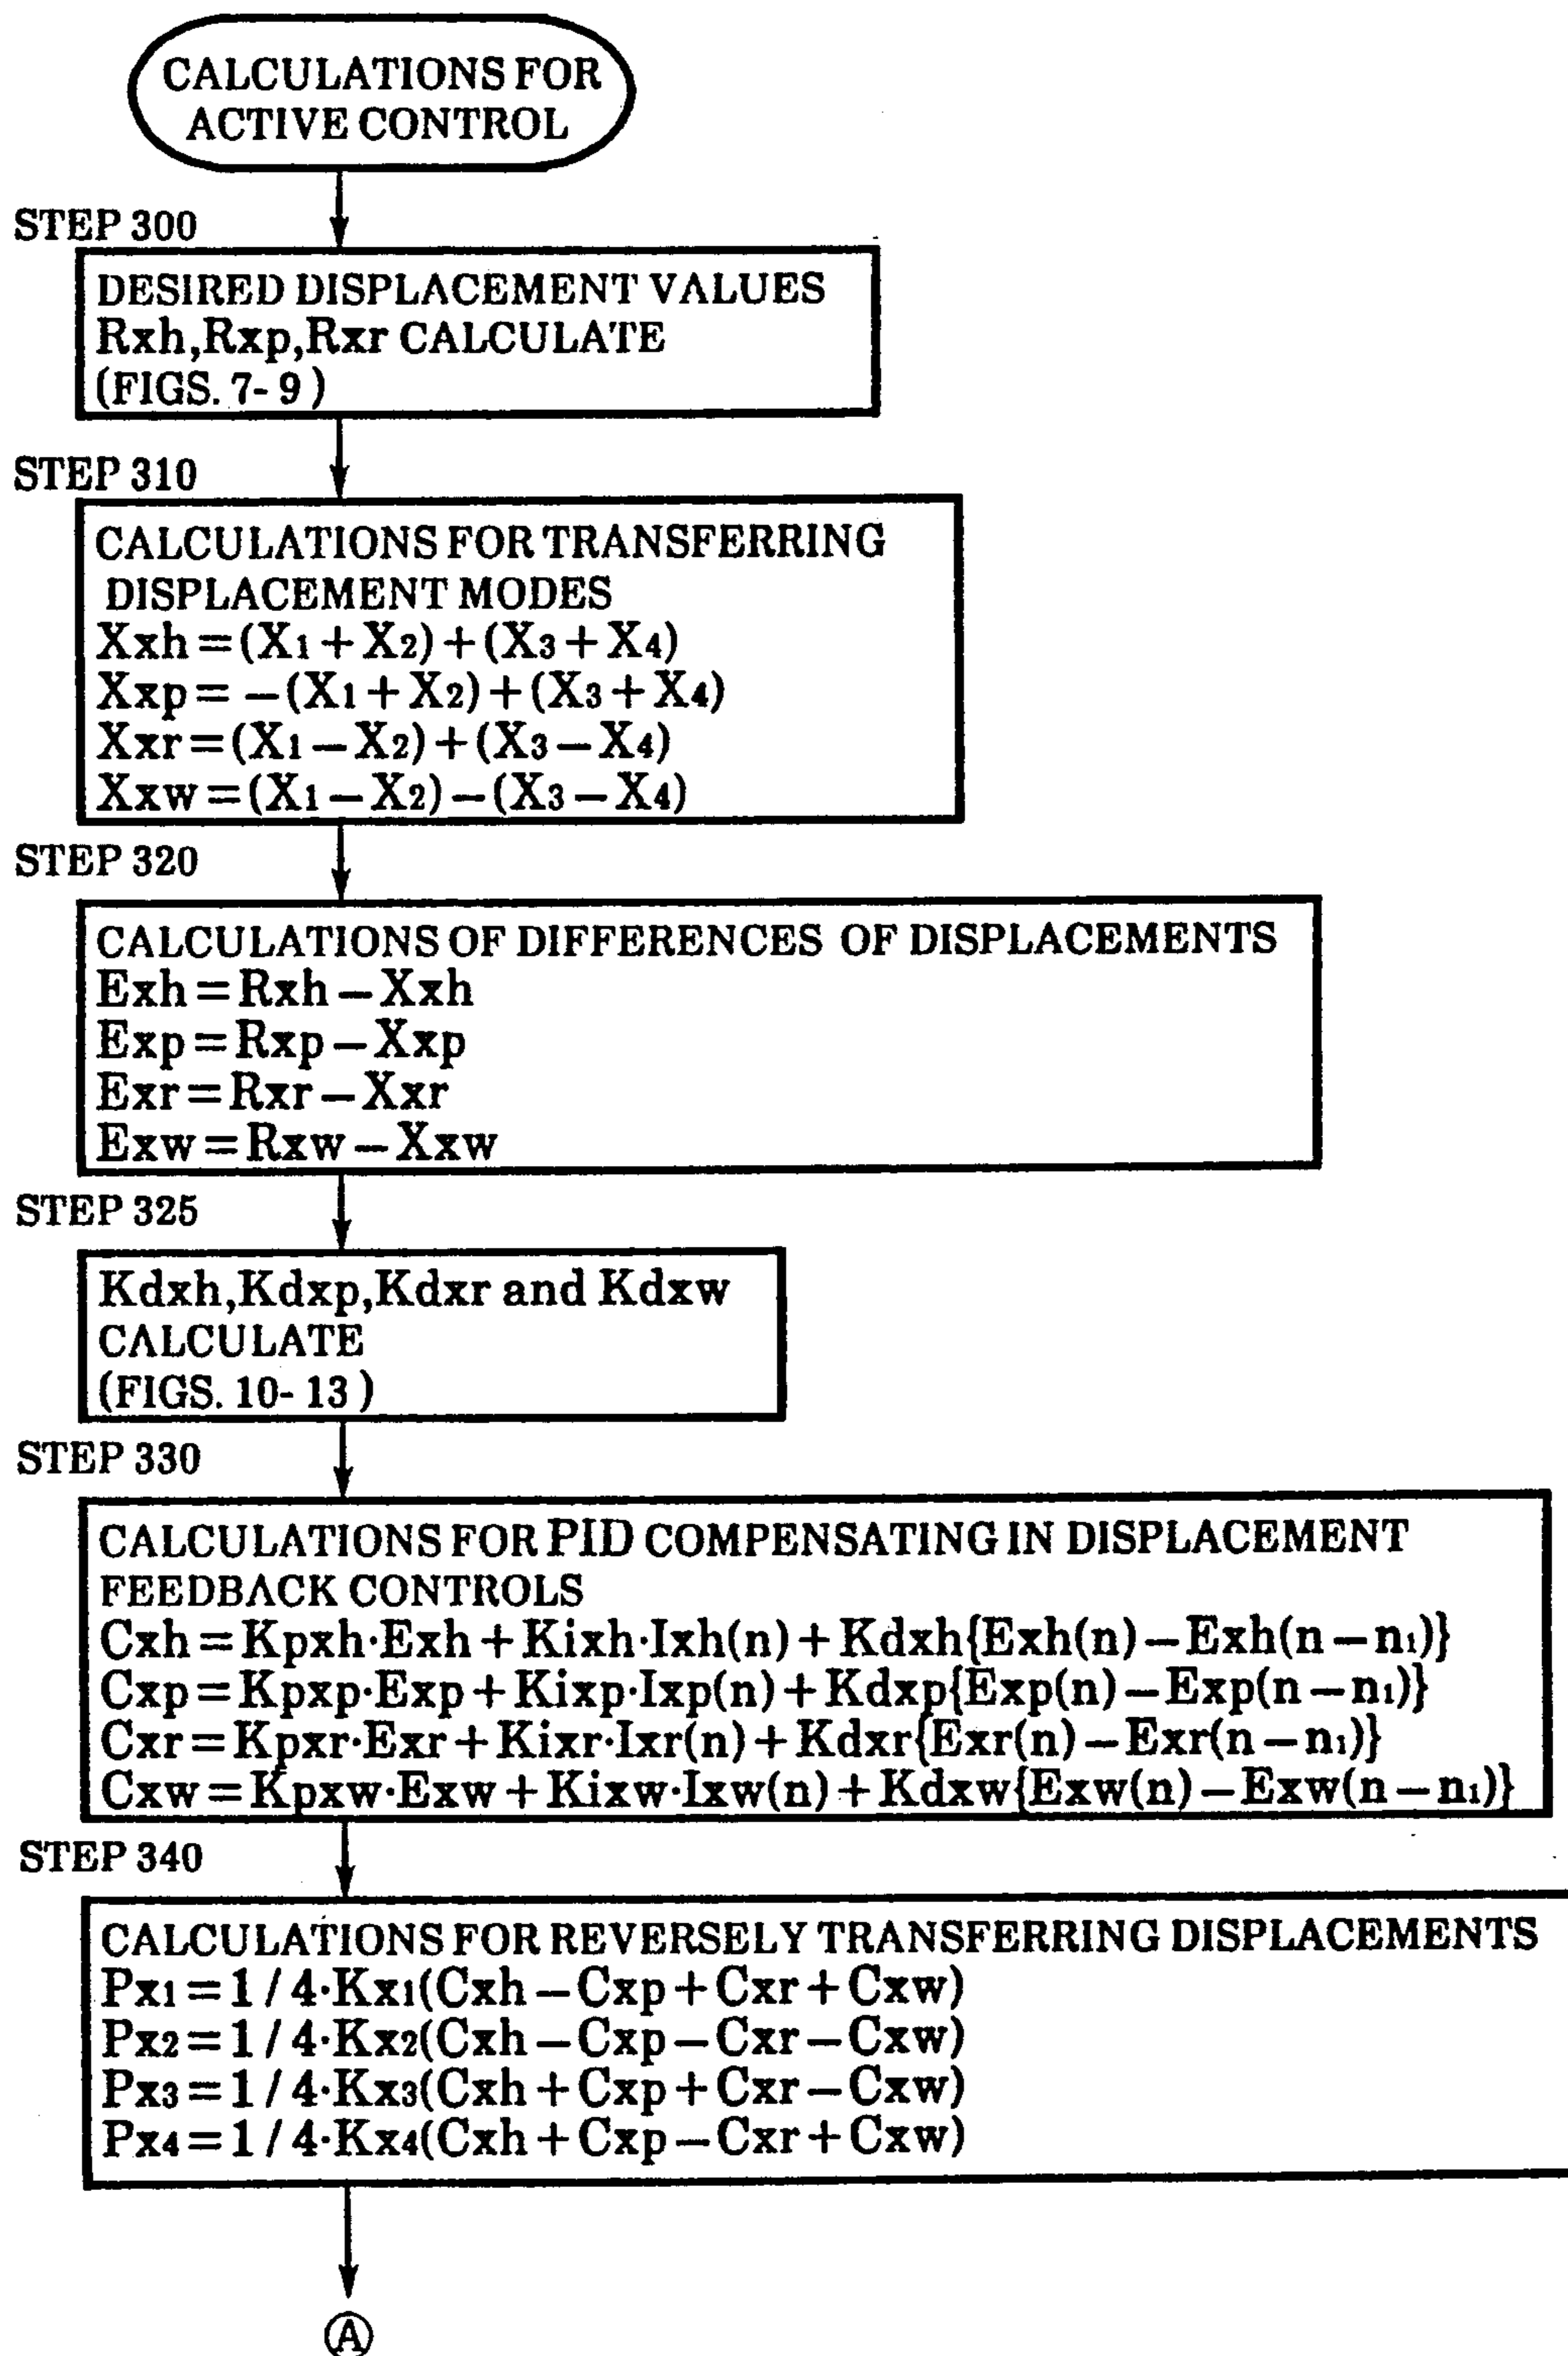 CALCULATIONS FOR
ACTIVE CONTROL
STEP 300
DESIRED DISPLACEMENT VALUES
Rxh,Rxp,Rxr CALCULATE
(FIGS. 7-9)
STEP 310
CALCULATIONS FOR TRANSFERRING
DISPLACEMENT MODES
Xxh=(X1+X2)+(X3+X4)
Xxp=-(X1+X2)+(X3+X4)
Xxr=(X1-X2)+(X3-X4)
Xxw=(X1-X2)-(X3-X4)
STEP 320
CALCULATIONS OF DIFFERENCES OF DISPLACEMENTS
Exh=Rxh-Xxh
Exp=Rxp-Xxp
Exr=Rxr-Xxr
Exw=Rxw-Xxw
STEP 325
Kdxh,Kdxp,Kdxr and Kdxw
CALCULATE
(FIGS. 10-13)
STEP 330
CALCULATIONS FOR PID COMPENSATING IN DISPLACEMENT
FEEDBACK CONTROLS
Cxh=Kpxh·Exh+Kixh·Ixh(n)+Kdxh{Exh(n)-Exh(n-n1)}
Cxp=Kpxp·Exp+Kixp·Ixp(n)+Kdxp{Exp(n)-Exp(n-n1)}
Cxr=Kpxr·Exr+Kixr·Ixr(n)+Kdxr{Exr(n)-Exr(n-n1)}
Cxw=Kpxw·Exw+Kixw·Ixw(n)+Kdxw{Exw(n)-Exw(n-n1)}
STEP 340
CALCULATIONS FOR REVERSELY TRANSFERRING DISPLACEMENTS
Px1=1/4·Kx1(Cxh-Cxp+Cxr+Cxw)
Px2=1/4·Kx2(Cxh-Cxp-Cxr-Cxw)
Px3=1/4·Kx3(Cxh+Cxp+Cxr-Cxw)
Px4=1/4·Kx4(Cxh+Cxp-Cxr+Cxw)
A